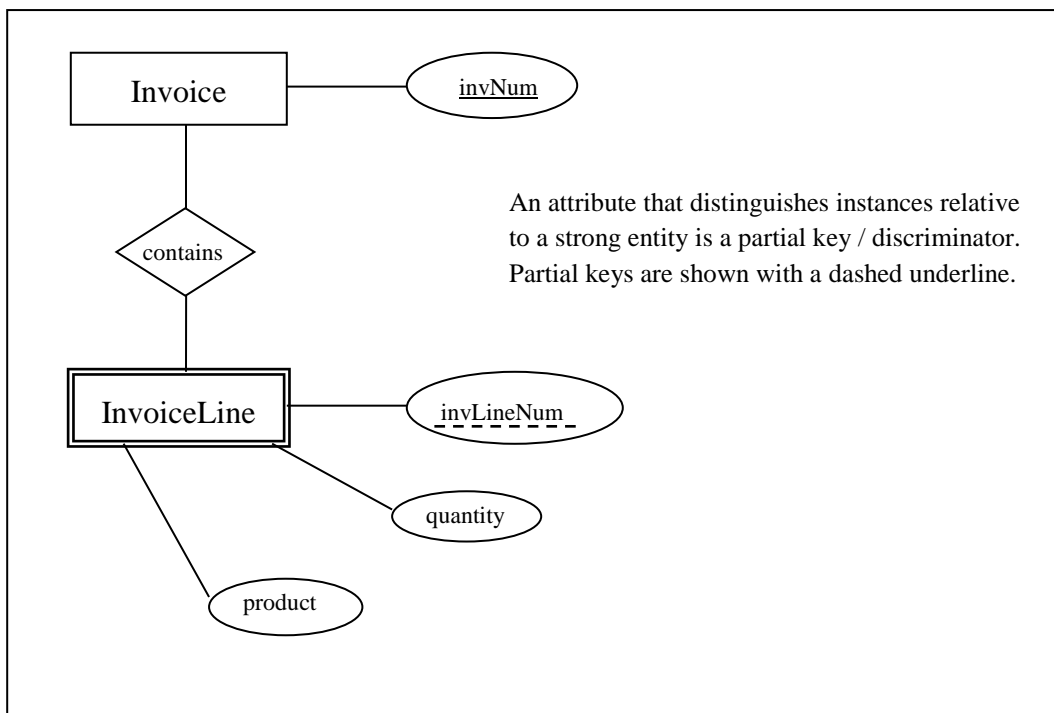 Invoice
invNum
An attribute that distinguishes instances relative
to a strong entity is a partial key / discriminator.
Partial keys are shown with a dashed underline.
contains
InvoiceLine
invLineNum
quantity
product